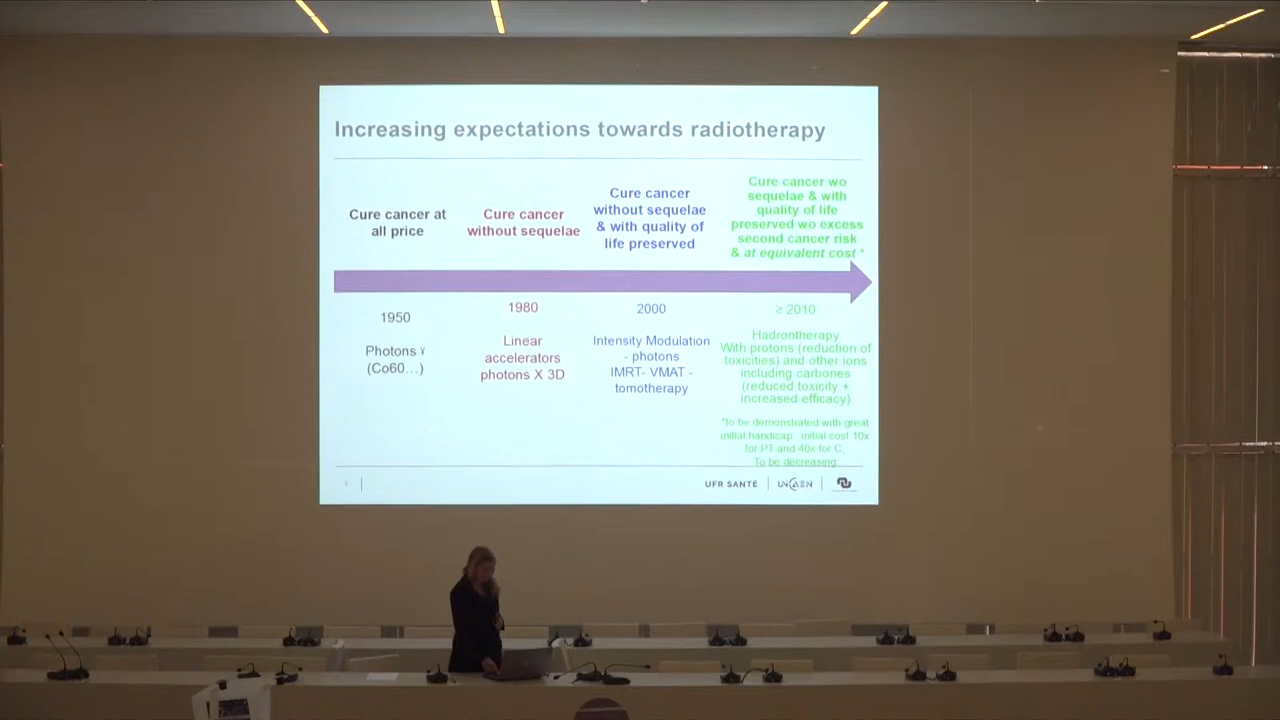 Increasing expectations towards radiotherapy
Cure cancer at
all price
Cure cancer
without sequelae
Cure cancer
without sequelae
& with quality of
life preserved
Cure cancer wo
sequelae & with
quality of life
preserved wo excess
second cancer risk
& at equivalent cost *
1950
1980
2000
≥ 2010
Photons γ
(Co60...)
Linear
accelerators
photons X 3D
Intensity Modulation
- photons
IMRT- VMAT -
tomotherapy
Hadrontherapy
With protons (reduction of
toxicities) and other ions
including carbones
(reduced toxicity +
increased efficacy)
*to be demonstrated with great
initial handicap : initial cost 10x
for PT and 40x for C,
To be decreasing
UFR SANTÉ
UNICAEN